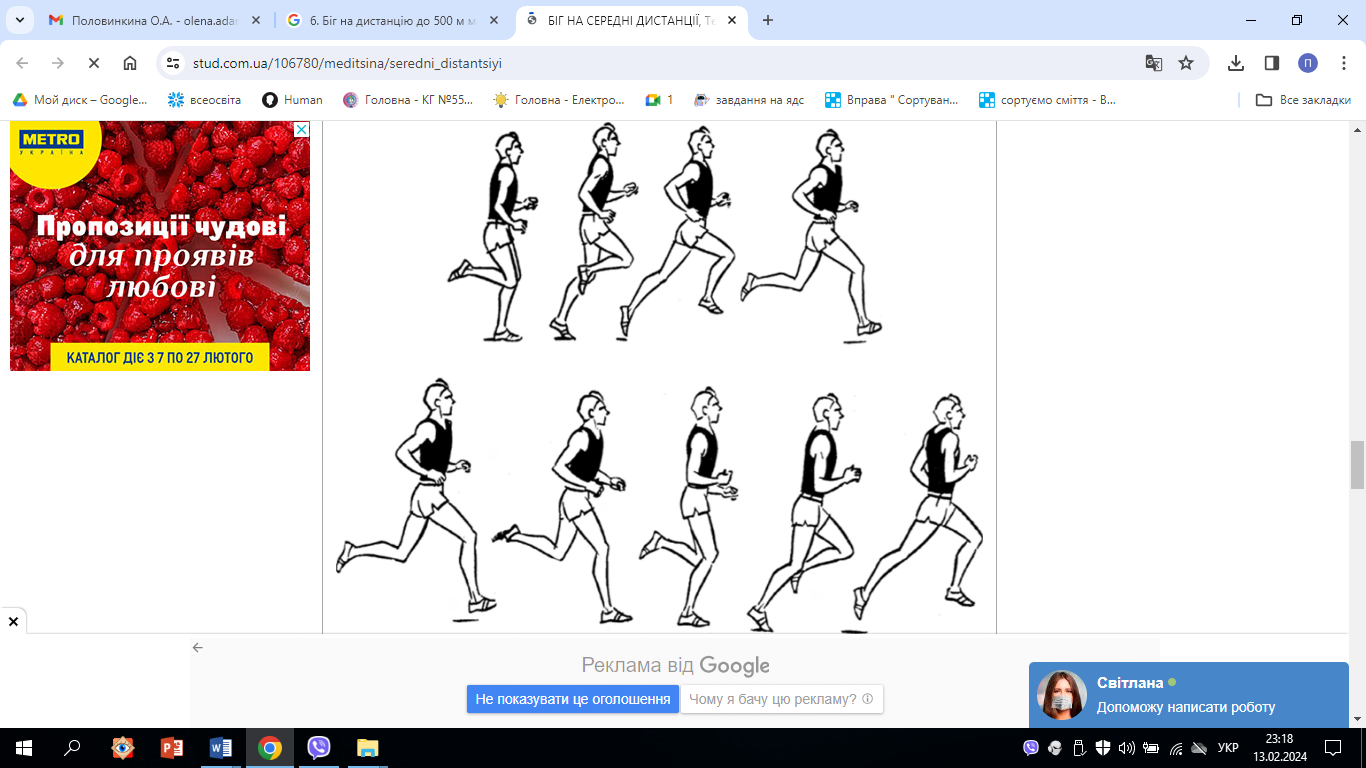 Половинкина О.А. - olena.adar
6. Біг на дистанцію до 500 м м
БІГ НА СЕРЕДНІ ДИСТАНЦІЇ, Те
stud.com.ua/106780/meditsina/seredni_distantsiyi
п
Мой диск – Google...
всеосвіта
Human
Головна - КГ №55...
Головна - Електро...
1
завдання на ядс
Вправа " Сортуван...
сортуємо сміття - В...
Все закладки
METRO
УКРАЇНА
Пропозиції чудові
для проявів
любові
КАТАЛОГ ДІЄ З 7 ПО 27 ЛЮТОГО
Реклама від Google
Не показувати це оголошення
Чому я бачу цю рекламу?
Світлана
Допоможу написати роботу
УКР
23:18
13.02.2024